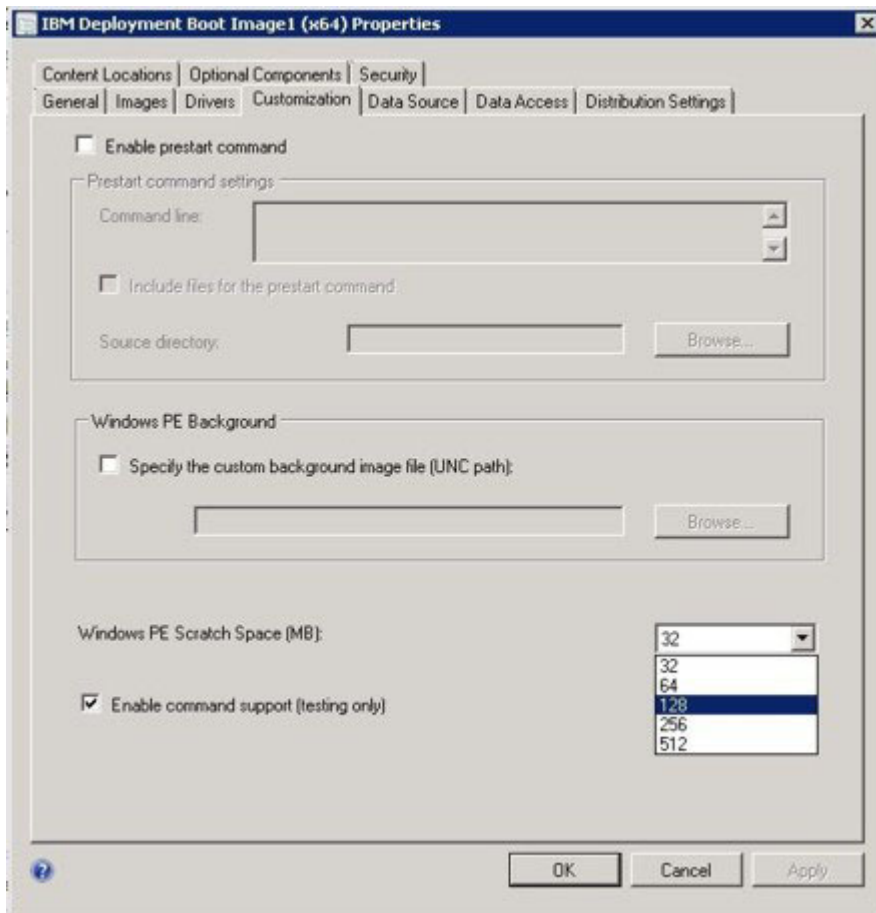 IBM Deployment Boot Image1 (x64) Properties
Content Locations Optional Components Security
General Images Drivers Customization Data Source Data Access Distribution Settings
Enable prestart command
Prestart command settings
Command line:
Include files for the prestart command
Source directory:
Browse...
Windows PE Background
Specify the custom background image file (UNC path):
Browse...
Windows PE Scratch Space (MB):
32
32
64
128
256
512
Enable command support (testing only)
OK Cancel Apply